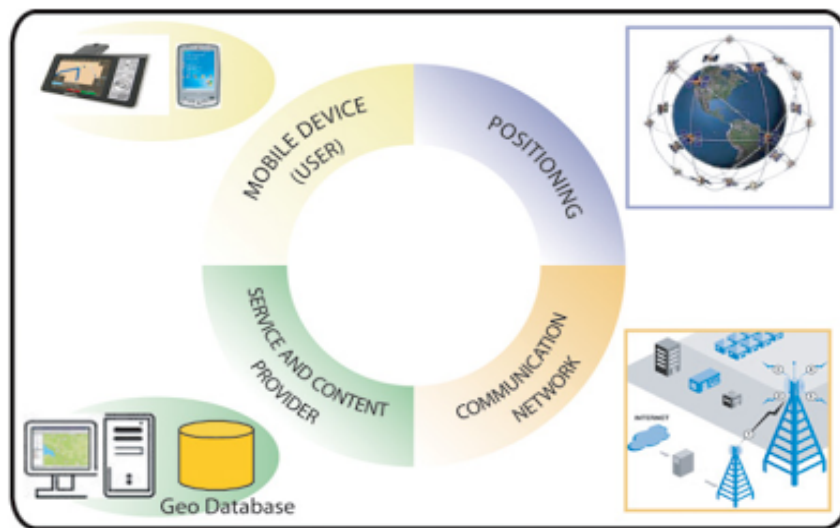 MOBILE DEVICE
(USER)
POSITIONING
SERVICE AND CONTENT
PROVIDER
COMMUNICATION
NETWORK
INTERNET
Geo Database